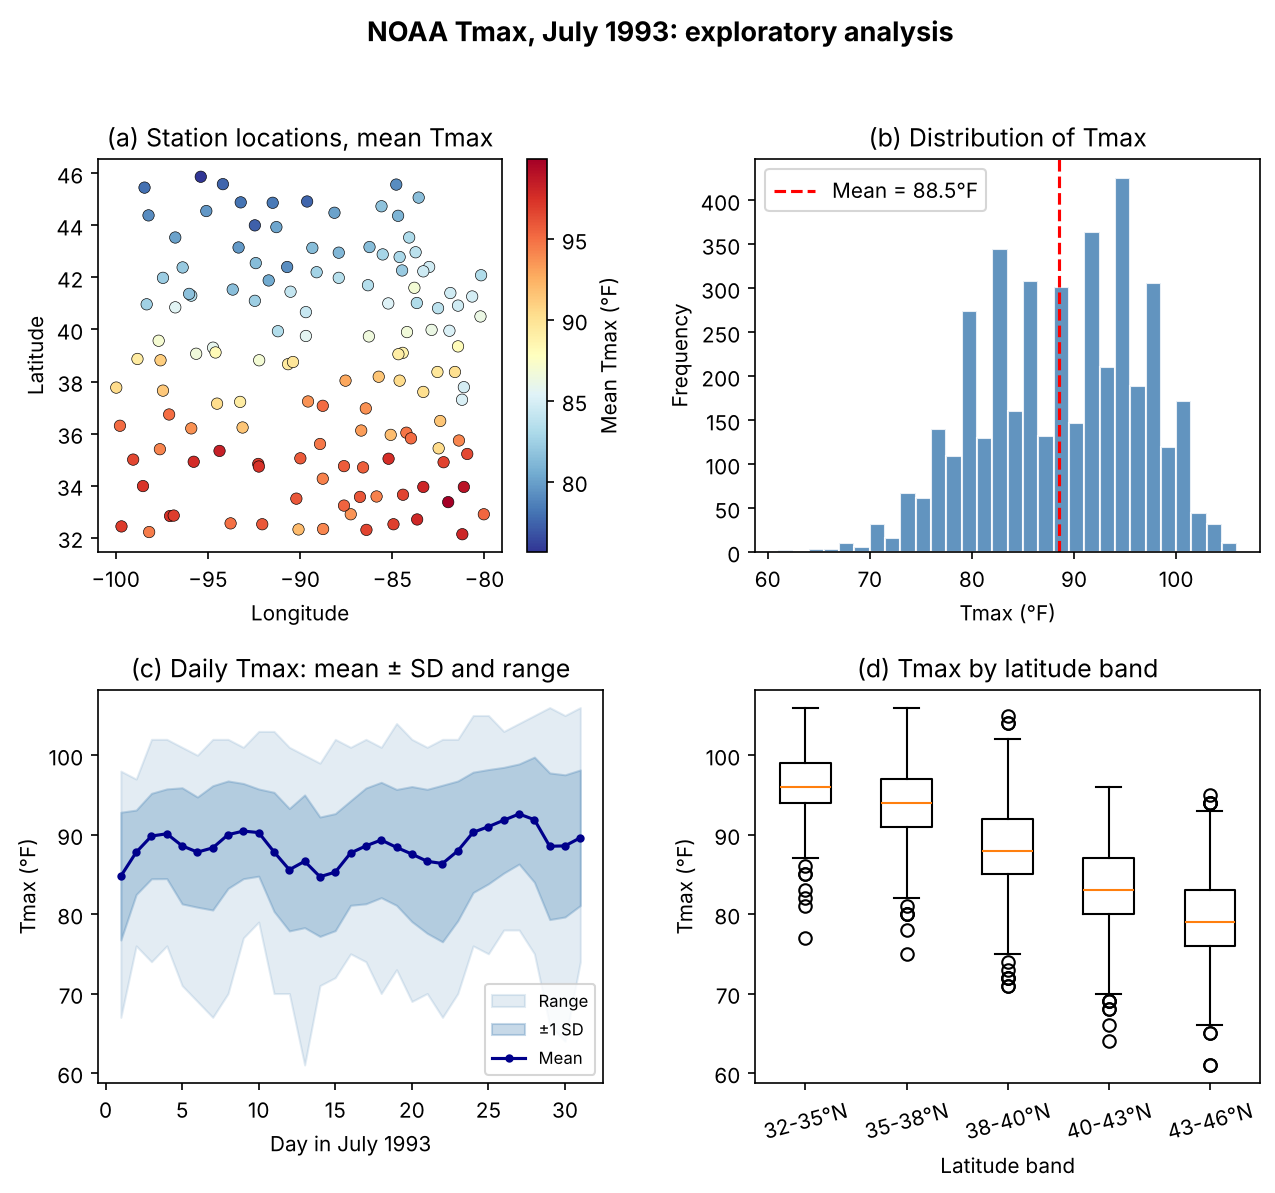 NOAA Tmax, July 1993: exploratory analysis
(a) Station locations, mean Tmax
46
44
42
40
38
36
34
32
Latitude
−100 −95 −90 −85 −80
Longitude
95
90
85
80
Mean Tmax (°F)
(b) Distribution of Tmax
Mean = 88.5°F
400
350
300
250
200
150
100
50
0
Frequency
60 70 80 90 100
Tmax (°F)
(c) Daily Tmax: mean ± SD and range
100
90
80
70
60
Tmax (°F)
Range
±1 SD
Mean
0 5 10 15 20 25 30
Day in July 1993
(d) Tmax by latitude band
100
90
80
70
60
Tmax (°F)
32-35°N 35-38°N 38-40°N 40-43°N 43-46°N
Latitude band